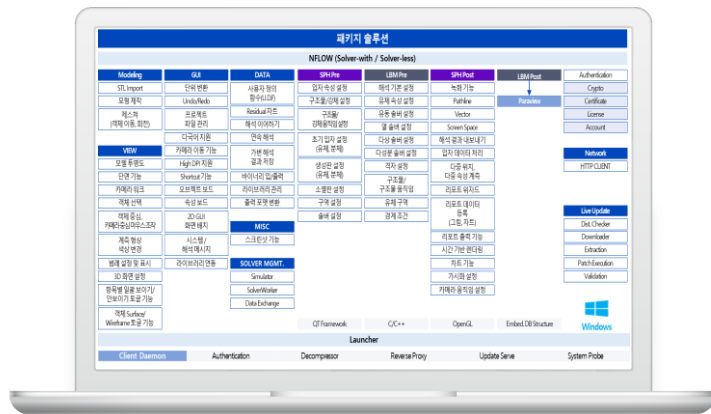 패키지 솔루션
NFLOW (Solver-with / Solver-less)
Modeling
STL Import
모형 제작
제스쳐
(객체 이동, 회전)
VIEW
모델 투명도
단면 기능
카메라 워크
객체 선택
객체 중심,
카메라중심마우스조작
계측 형상
색상 변경
범례 설정 및 표시
3D 화면 설정
항목별 일괄 보이기/
안보이기 토글 기능
객체 Surface/
Wireframe 토글 기능
GUI
단위 변환
Undo/Redo
프로젝트
파일 관리
다국어 지원
카메라 이동 기능
High DPI 지원
Shortcut 기능
오브젝트 보드
속성 보드
2D GUI
화면 배치
시스템 /
해석 메시지
라이브러리 연동
DATA
사용자 정의
함수(UDF)
Residual 차트
해석 이어하기
연속 해석
가변 해석
결과 저장
바이너리 입/출력
라이브러리 관리
출력 포맷 변환
MISC
스크린샷 기능
SOLVER MGMT.
Simulator
SolverWorker
Data Exchange
SPH Pre
입자 속성 설정
구조물/강체 설정
구조물/
강체움직임설정
초기 입자 설정
(유체, 분체)
생성판 설정
(유체, 분체)
소멸판 설정
구역 설정
솔버 설정
QT Framework
LBM Pre
해석 기본 설정
유체 속성 설정
유동 솔버 설정
열 솔버 설정
다상 솔버 설정
다성분 솔버 설정
격자 설정
구조물/
구조물 움직임
유체 구역
경계 조건
C/C++
SPH Post
녹화 기능
Pathline
Vector
Screen Space
해석 결과 내보내기
입자 데이터 처리
다중 위치,
다중 속성 계측
리포트 위자드
리포트 데이터
등록
(그림, 차트)
리포트 출력 기능
시간 기반 렌더링
차트 기능
가시화 설정
카메라 움직임 설정
OpenGL
LBM Post
Paraview
Embed. DB Structure
Authentication
Crypto
Certificate
License
Account
Network
HTTP CLIENT
Live Update
Dist. Checker
Downloader
Extraction
Patch Execution
Validation
Windows
Launcher
Client Daemon
Authentication
Decompressor
Reverse Proxy
Update Serve
System Probe